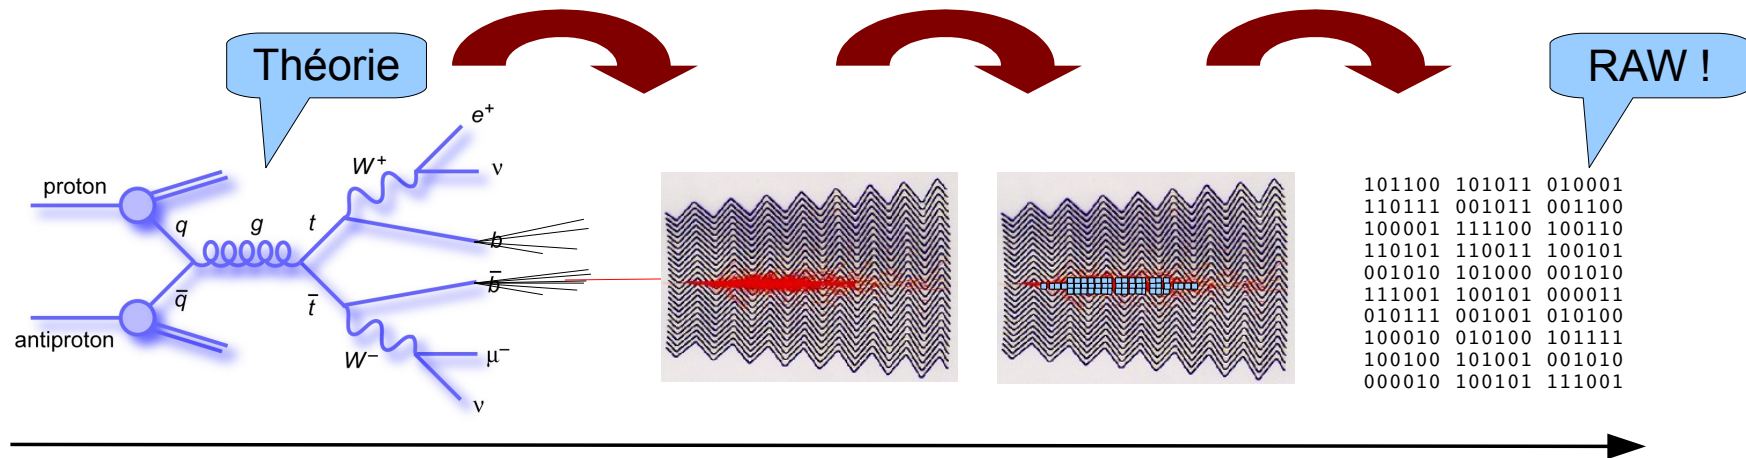 Théorie
RAW !
e⁺
W⁺
ν
proton
q
g
t
b
b̄
q̄
t̄
antiproton
W⁻
μ⁻
ν
101100 101011 010001
110111 001011 001100
100001 111100 100110
110101 110011 100101
001010 101000 001010
111001 100101 000011
010111 001001 010100
100010 010100 101111
100100 101001 001010
000010 100101 111001